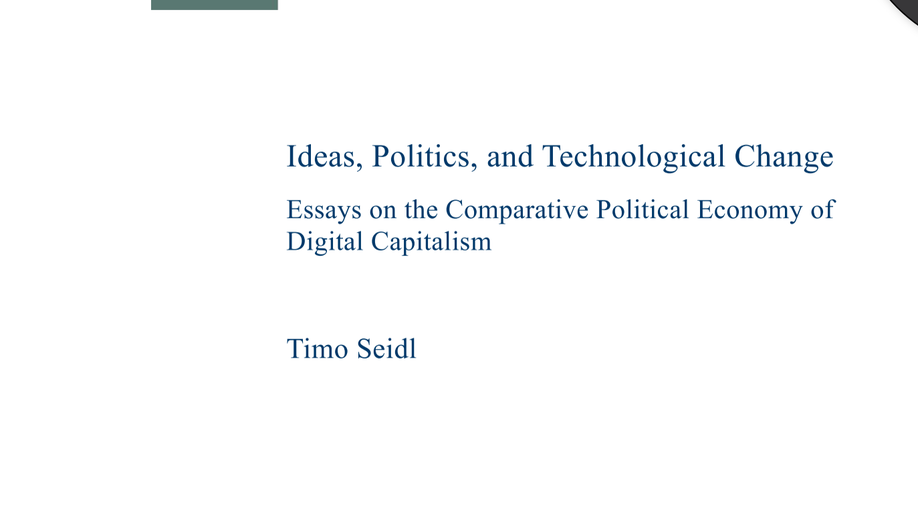 Ideas, Politics, and Technological Change
Essays on the Comparative Political Economy of
Digital Capitalism
Timo Seidl